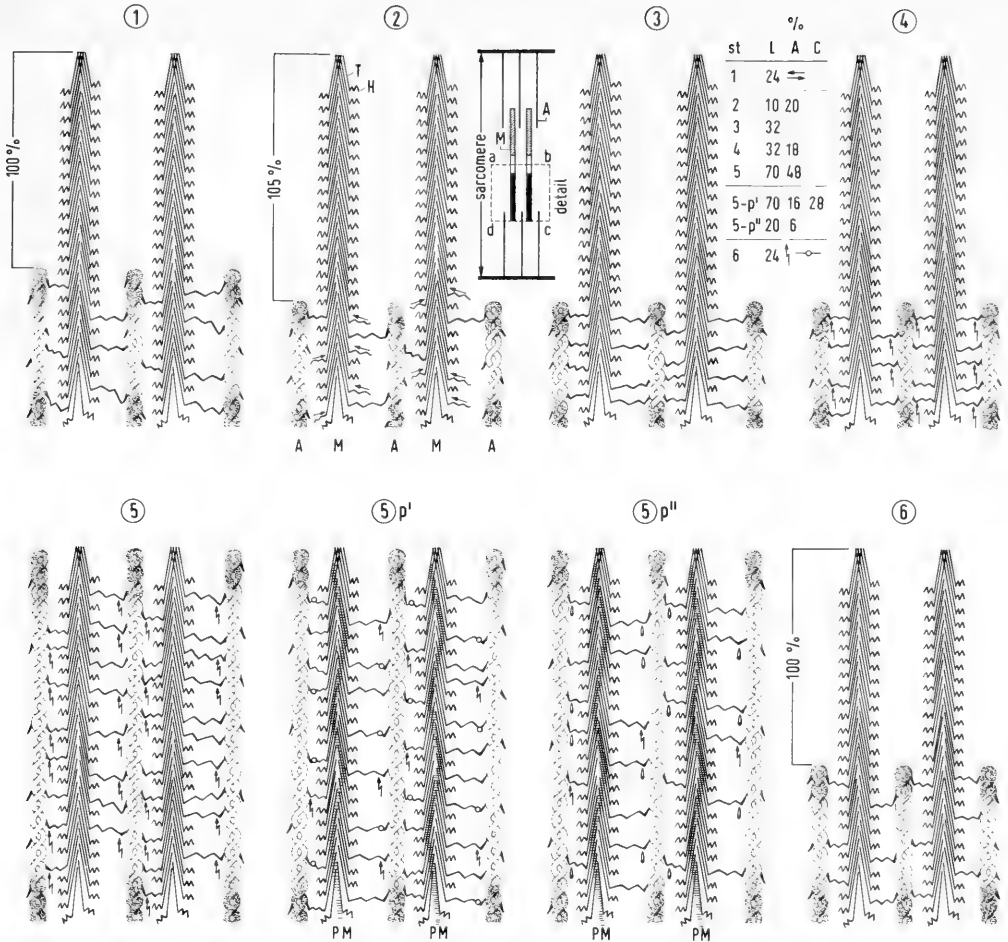 1
2
3
4
100 %
T
H
105 %
A M A M A
sarcomere
A
M
a b
detail
d c
%
st L A C
1 24
2 10 20
3 32
4 32 18
5 70 48
5-p' 70 16 28
5-p" 20 6
6 24
5
5 p'
5 p"
6
100 %
PM PM
PM PM